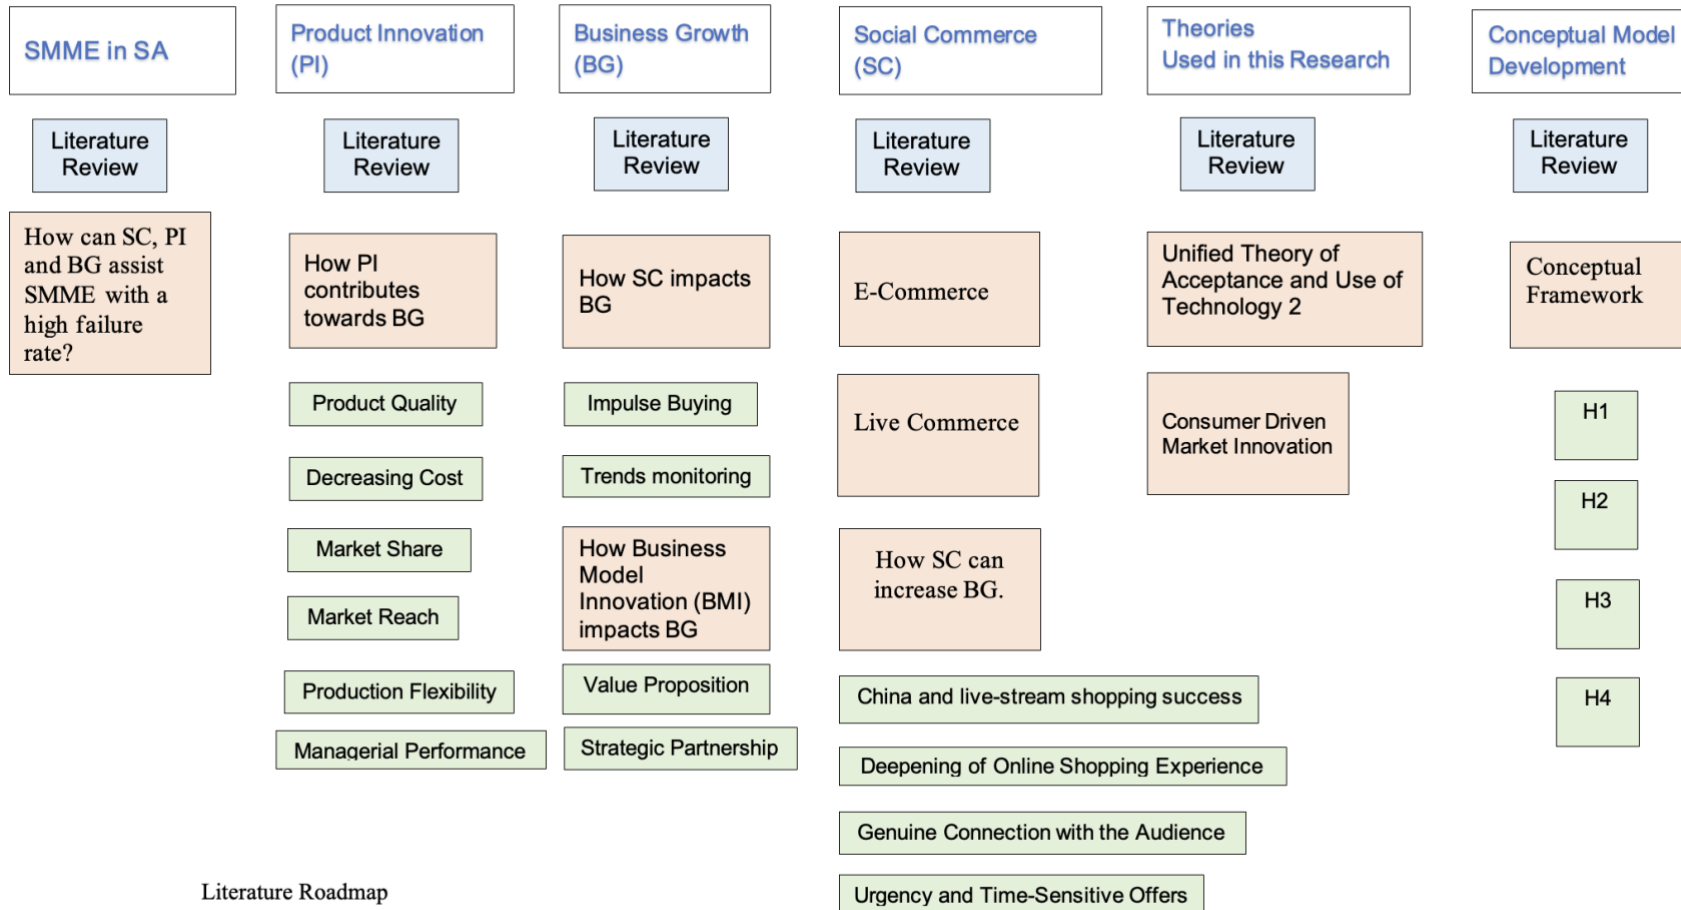 SMME in SA
Product Innovation
(PI)
Business Growth
(BG)
Social Commerce
(SC)
Theories
Used in this Research
Conceptual Model
Development
Literature
Review
Literature
Review
Literature
Review
Literature
Review
Literature
Review
Literature
Review
How can SC, PI
and BG assist
SMME with a
high failure
rate?
How PI
contributes
towards BG
Product Quality
Decreasing Cost
Market Share
Market Reach
Production Flexibility
Managerial Performance
How SC impacts
BG
Impulse Buying
Trends monitoring
How Business
Model
Innovation (BMI)
impacts BG
Value Proposition
Strategic Partnership
E-Commerce
Live Commerce
How SC can
increase BG.
China and live-stream shopping success
Deepening of Online Shopping Experience
Genuine Connection with the Audience
Urgency and Time-Sensitive Offers
Unified Theory of
Acceptance and Use of
Technology 2
Consumer Driven
Market Innovation
Conceptual
Framework
H1
H2
H3
H4
Literature Roadmap